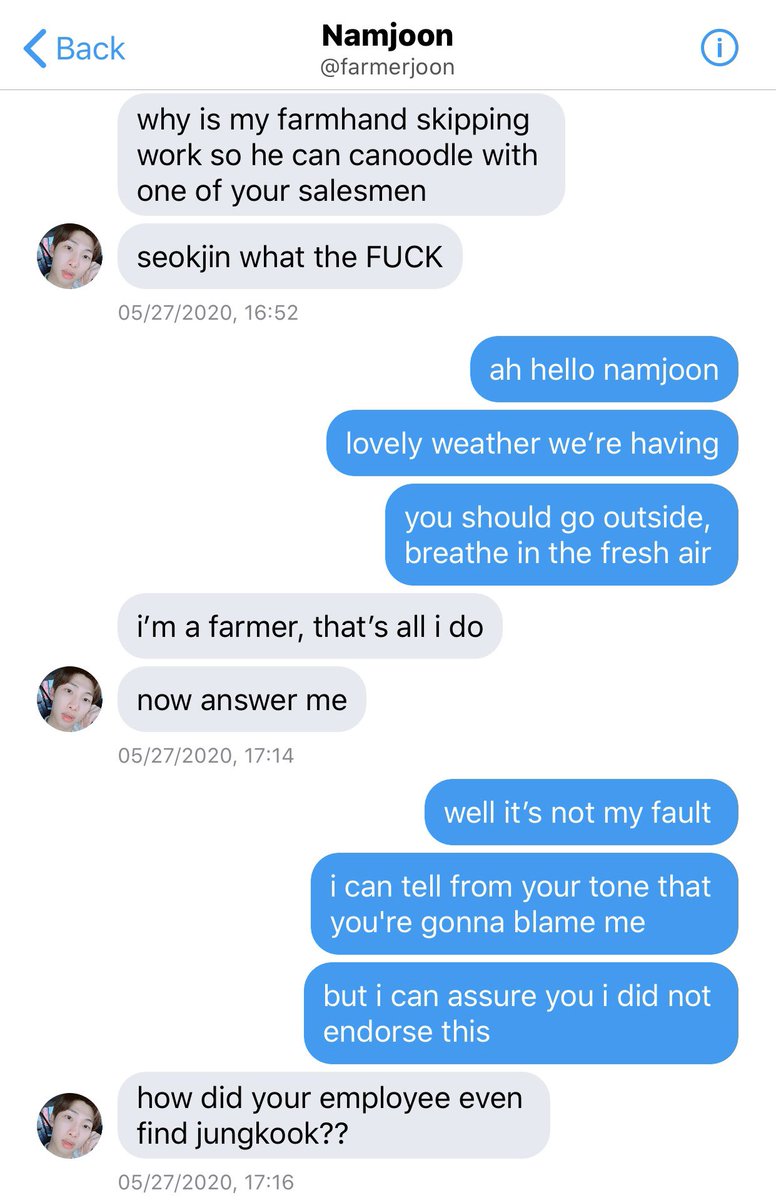 Back
Namjoon
@farmerjoon
why is my farmhand skipping
work so he can canoodle with
one of your salesmen
seokjin what the FUCK
05/27/2020, 16:52
ah hello namjoon
lovely weather we’re having
you should go outside,
breathe in the fresh air
i’m a farmer, that’s all i do
now answer me
05/27/2020, 17:14
well it’s not my fault
i can tell from your tone that
you're gonna blame me
but i can assure you i did not
endorse this
how did your employee even
find jungkook??
05/27/2020, 17:16